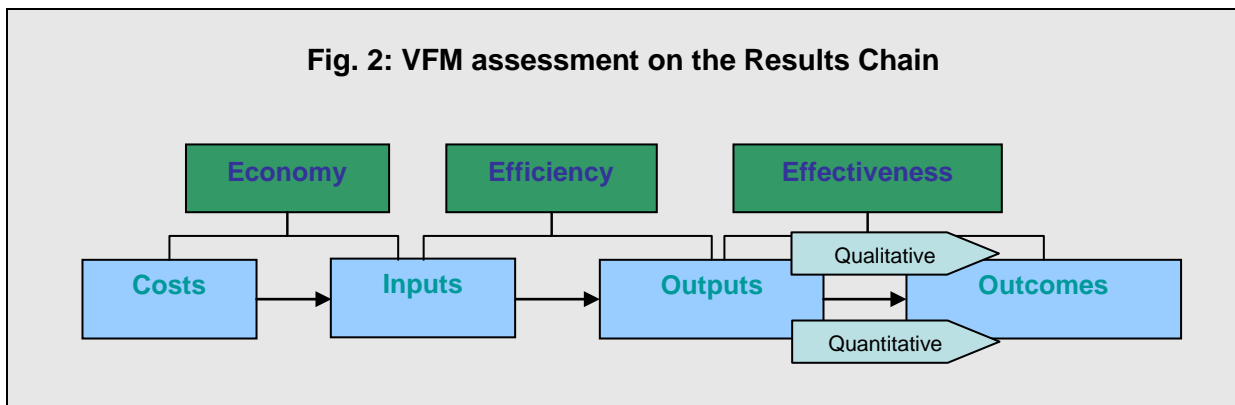 Fig. 2: VFM assessment on the Results Chain
Economy Efficiency Effectiveness
Qualitative
Costs Inputs Outputs Outcomes
Quantitative